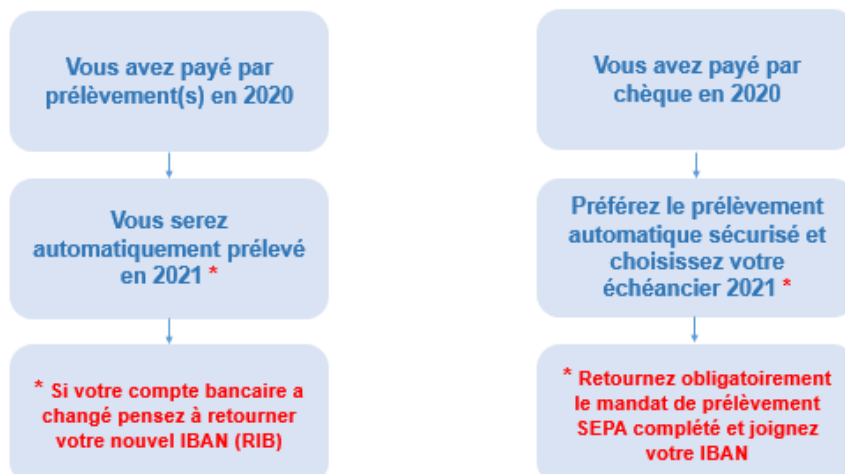 Vous avez payé par
prélèvement(s) en 2020
Vous serez
automatiquement prélevé
en 2021 *
* Si votre compte bancaire a
changé pensez à retourner
votre nouvel IBAN (RIB)
Vous avez payé par
chèque en 2020
Préférez le prélèvement
automatique sécurisé et
choisissez votre
échéancier 2021 *
* Retournez obligatoirement
le mandat de prélèvement
SEPA complété et joignez
votre IBAN